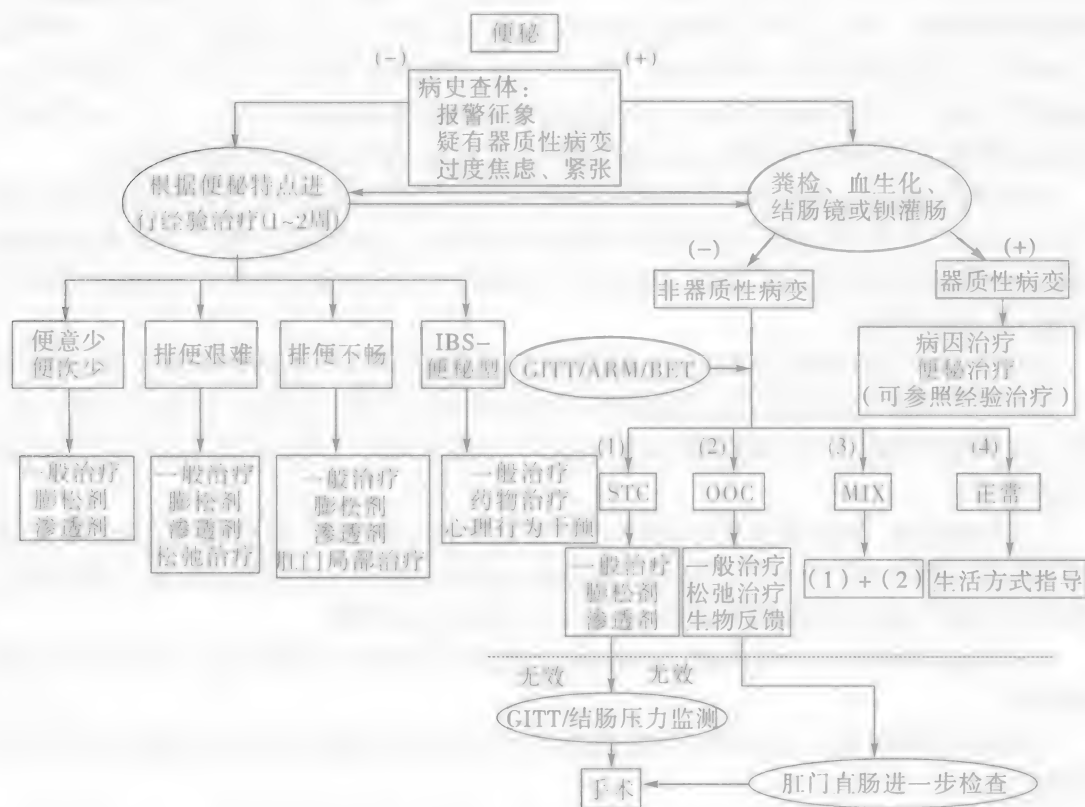 便秘
(-)
(+)
病史查体：
报警征象
疑有器质性病变
过度焦虑、紧张
根据便秘特点进
行经验治疗(1~2周)
粪检、血生化、
结肠镜或钡灌肠
(-)
(+)
非器质性病变
器质性病变
便意少
便次少
排便艰难
排便不畅
IBS-
便秘型
GITT/ARM/BET
病因治疗
便秘治疗
(可参照经验治疗)
一般治疗
膨松剂
渗透剂
一般治疗
膨松剂
渗透剂
松弛治疗
一般治疗
膨松剂
渗透剂
肛门局部治疗
一般治疗
药物治疗
心理行为干预
(1)
(2)
(3)
(4)
STC
OOC
MIX
正常
一般治疗
膨松剂
渗透剂
一般治疗
松弛治疗
生物反馈
(1)+(2)
生活方式指导
无效
无效
GITT/结肠压力监测
手术
肛门直肠进一步检查